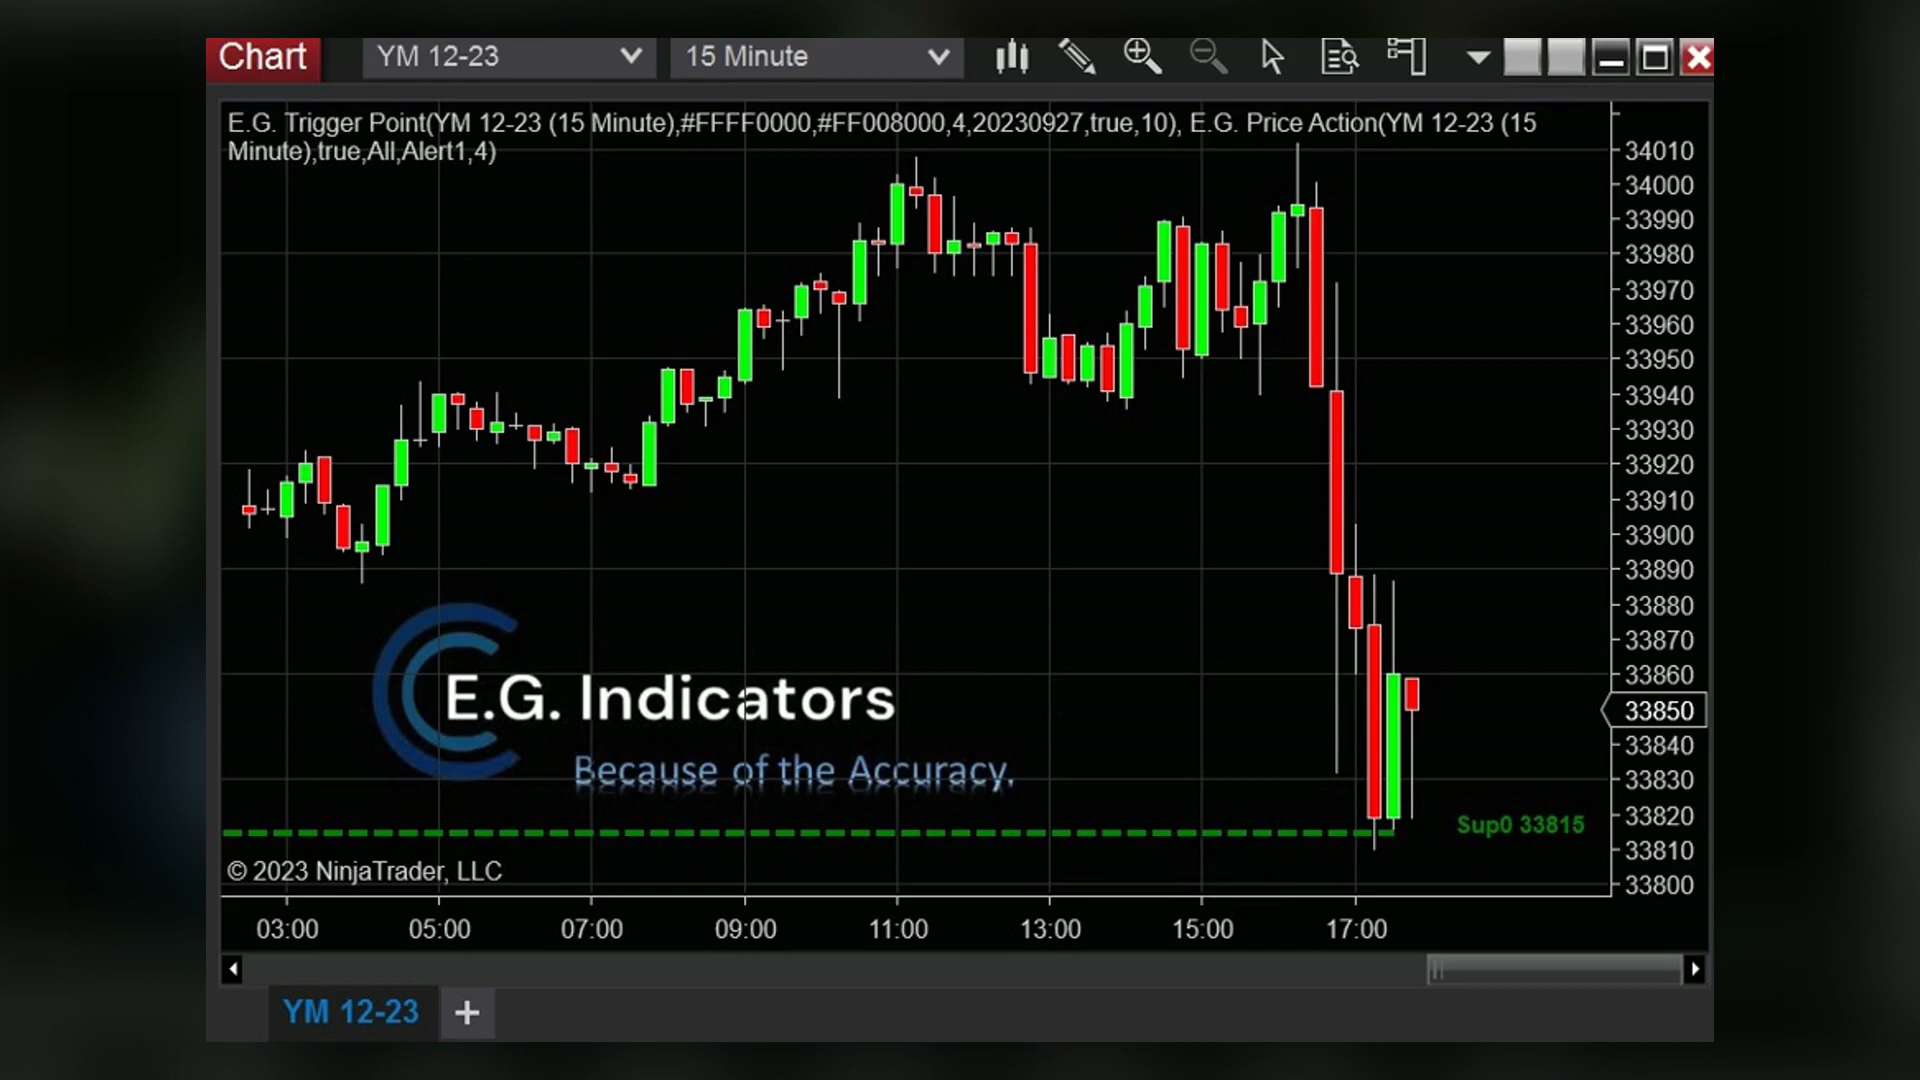 Chart
YM 12-23
15 Minute
E.G. Trigger Point(YM 12-23 (15 Minute),#FFFF0000,#FF008000,4,20230927,true,10), E.G. Price Action(YM 12-23 (15
Minute),true,All,Alert1,4)
34010
34000
33990
33980
33970
33960
33950
33940
33930
33920
33910
33900
33890
33880
33870
33860
33850
33840
33830
33820
33810
33800
E.G. Indicators
Because of the Accuracy.
Sup0 33815
© 2023 NinjaTrader, LLC
03:00 05:00 07:00 09:00 11:00 13:00 15:00 17:00
YM 12-23
+